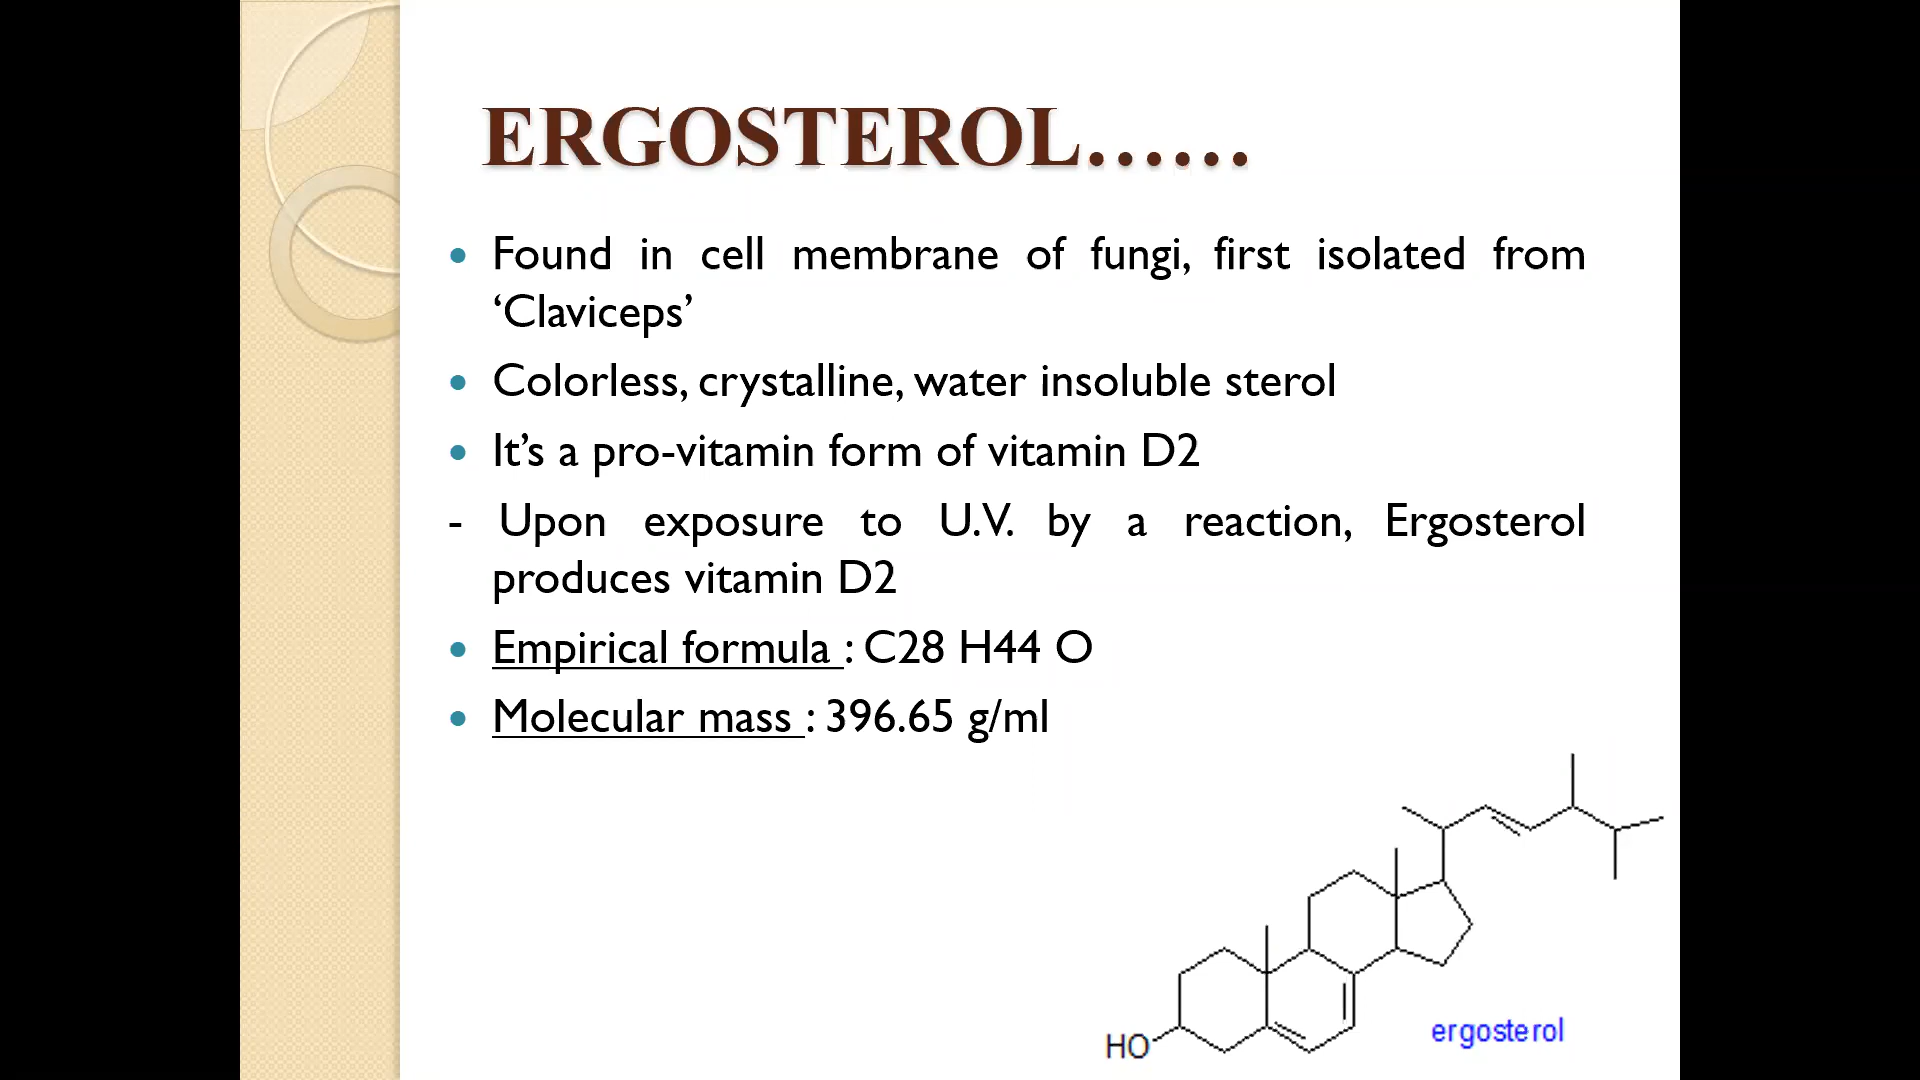 ERGOSTEROL......
• Found in cell membrane of fungi, first isolated from
‘Claviceps’
• Colorless, crystalline, water insoluble sterol
• It’s a pro-vitamin form of vitamin D2
- Upon exposure to U.V. by a reaction, Ergosterol
produces vitamin D2
• Empirical formula : C28 H44 O
• Molecular mass : 396.65 g/ml
HO
ergosterol